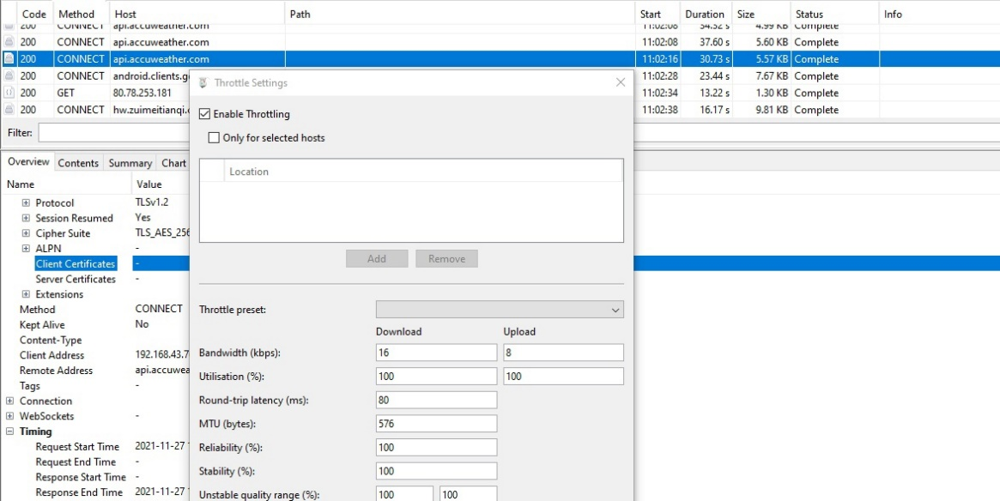 Code Method Host Path Start Duration Size Status Info
200 CONNECT api.accuweather.com 11:02:08 34.52 s 4.99 KB Complete
200 CONNECT api.accuweather.com 11:02:08 37.60 s 5.60 KB Complete
200 CONNECT api.accuweather.com 11:02:16 30.73 s 5.57 KB Complete
200 CONNECT android.clients.g 11:02:28 23.44 s 7.67 KB Complete
200 GET 80.78.253.181 11:02:34 13.22 s 1.30 KB Complete
200 CONNECT hw.zuimeitianqi. 11:02:38 16.17 s 9.81 KB Complete
Filter:
Overview Contents Summary Chart
Name Value
Protocol TLSv1.2
Session Resumed Yes
Cipher Suite TLS_AES_256
ALPN -
Client Certificates -
Server Certificates -
Extensions
Method CONNECT
Kept Alive No
Content-Type
Client Address 192.168.43.7
Remote Address api.accuwea
Tags -
Connection
WebSockets -
Timing
Request Start Time 2021-11-27 1
Request End Time -
Response Start Time -
Response End Time 2021-11-27
Throttle Settings
Enable Throttling
Only for selected hosts
Location
Add Remove
Throttle preset:
Download Upload
Bandwidth (kbps): 16 8
Utilisation (%): 100 100
Round-trip latency (ms): 80
MTU (bytes): 576
Reliability (%): 100
Stability (%): 100
Unstable quality range (%): 100 100